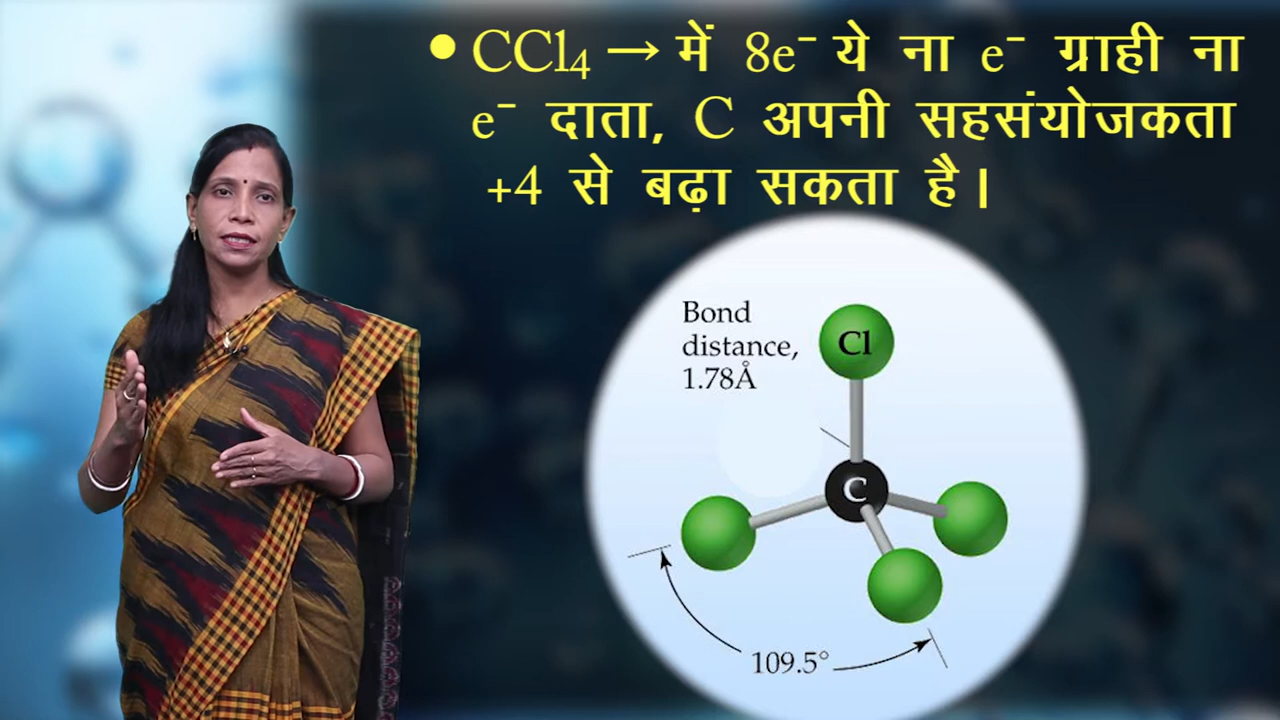 • CCl₄ → में 8e⁻ ये ना e⁻ ग्राही ना
e⁻ दाता, C अपनी सहसंयोजकता
+4 से बढ़ा सकता है।
Bond
distance,
1.78Å
Cl
C
109.5°